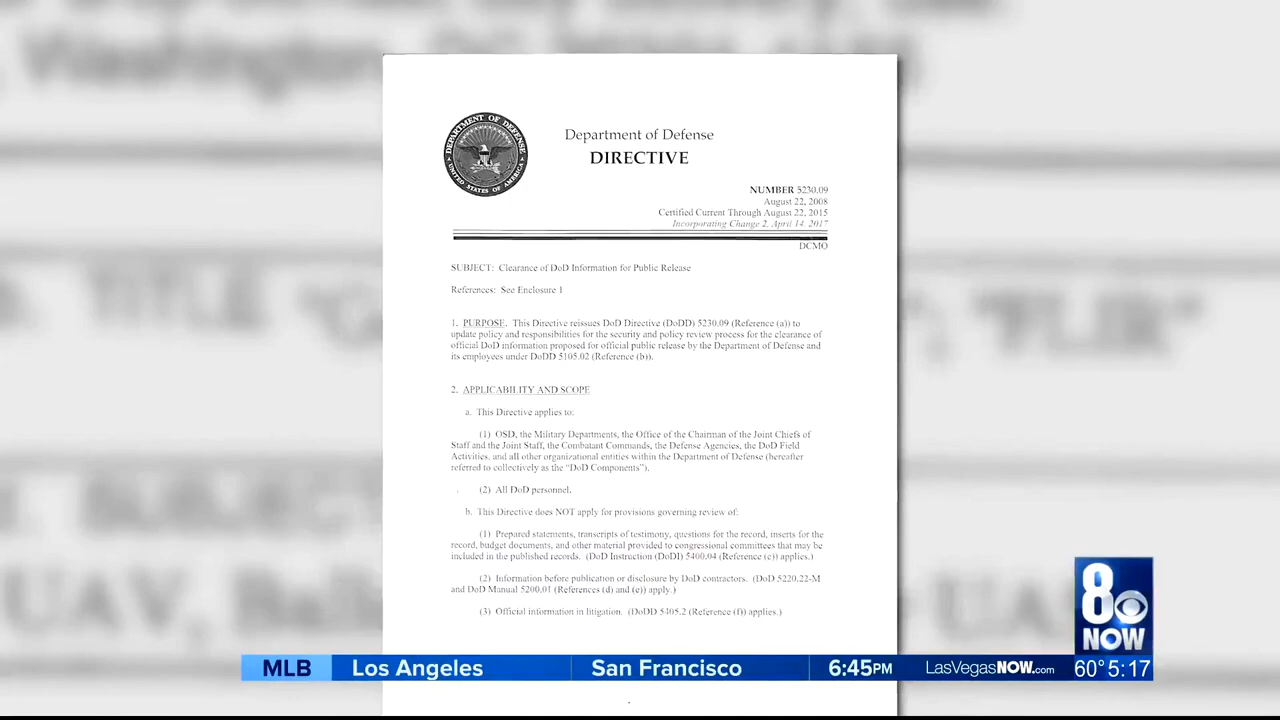 Washington,
TITLE "G
"FLIR"
SUBJECT
UAV,
UA
DEPARTMENT OF DEFENSE
UNITED STATES OF AMERICA
Department of Defense
DIRECTIVE
NUMBER 5230.09
August 22, 2008
Certified Current Through August 22, 2015
Incorporating Change 2, April 14, 2017
DCMO
SUBJECT: Clearance of DoD Information for Public Release
References: See Enclosure 1
1. PURPOSE. This Directive reissues DoD Directive (DoDD) 5230.09 (Reference (a)) to
update policy and responsibilities for the security and policy review process for the clearance of
official DoD information proposed for official public release by the Department of Defense and
its employees under DoDD 5105.02 (Reference (b)).
2. APPLICABILITY AND SCOPE
a. This Directive applies to:
(1) OSD, the Military Departments, the Office of the Chairman of the Joint Chiefs of
Staff and the Joint Staff, the Combatant Commands, the Defense Agencies, the DoD Field
Activities, and all other organizational entities within the Department of Defense (hereafter
referred to collectively as the "DoD Components").
(2) All DoD personnel.
b. This Directive does NOT apply for provisions governing review of:
(1) Prepared statements, transcripts of testimony, questions for the record, inserts for the
record, budget documents, and other material provided to congressional committees that may be
included in the published records. (DoD Instruction (DoDI) 5400.04 (Reference (c)) applies.)
(2) Information before publication or disclosure by DoD contractors. (DoD 5220.22-M
and DoD Manual 5200.01 (References (d) and (e)) apply.)
(3) Official information in litigation. (DoDD 5405.2 (Reference (f)) applies.)
8
NOW
MLB Los Angeles San Francisco 6:45PM LasVegasNOW.com 60° 5:17